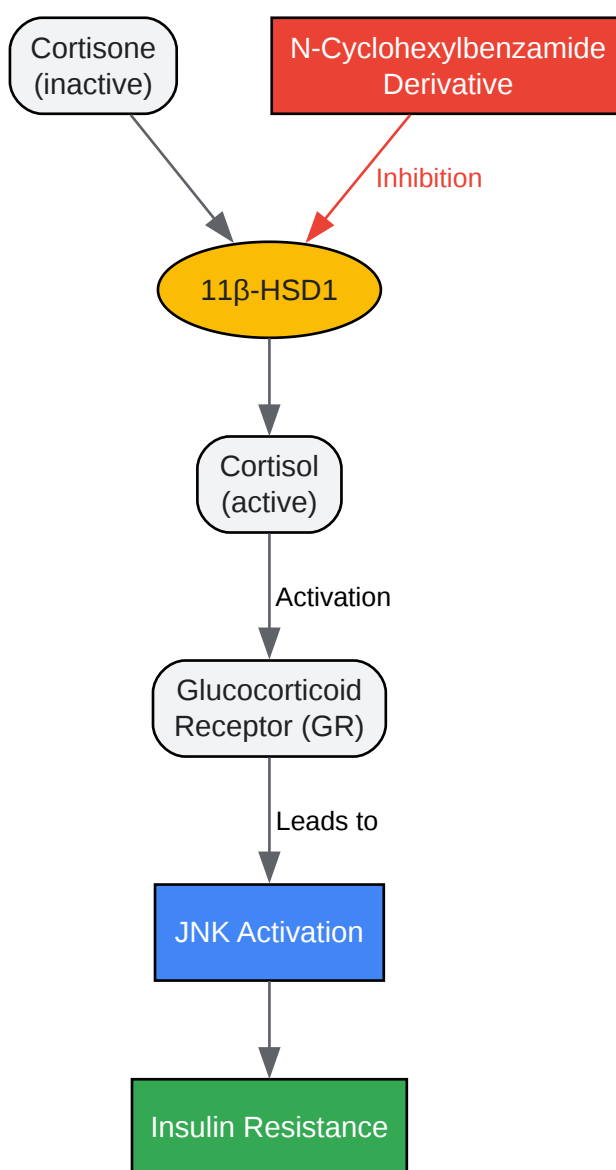 Cortisone
(inactive)
N-Cyclohexylbenzamide
Derivative
Inhibition
11β-HSD1
Cortisol
(active)
Activation
Glucocorticoid
Receptor (GR)
Leads to
JNK Activation
Insulin Resistance